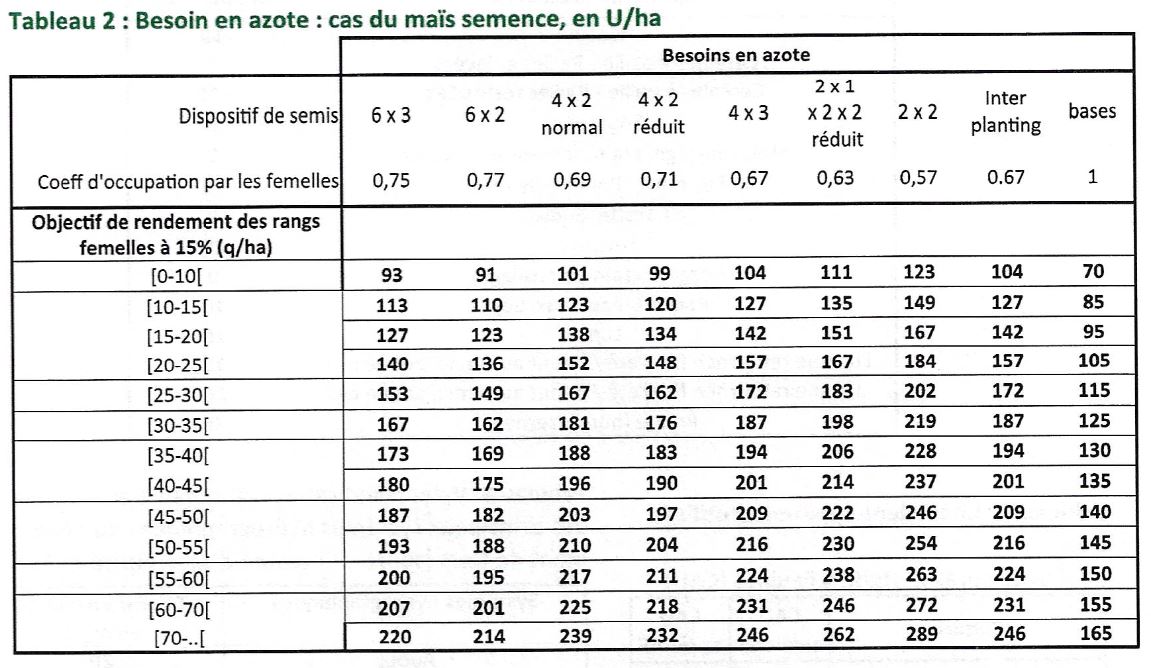 Tableau 2 : Besoin en azote : cas du maïs semence, en U/ha
Besoins en azote
Dispositif de semis 6 x 3 6 x 2 4 x 2 normal 4 x 2 réduit 4 x 3 2 x 1 x 2 x 2 réduit 2 x 2 Inter planting bases
Coeff d'occupation par les femelles 0,75 0,77 0,69 0,71 0,67 0,63 0,57 0.67 1
Objectif de rendement des rangs
femelles à 15% (q/ha)
[0-10[ 93 91 101 99 104 111 123 104 70
[10-15[ 113 110 123 120 127 135 149 127 85
[15-20[ 127 123 138 134 142 151 167 142 95
[20-25[ 140 136 152 148 157 167 184 157 105
[25-30[ 153 149 167 162 172 183 202 172 115
[30-35[ 167 162 181 176 187 198 219 187 125
[35-40[ 173 169 188 183 194 206 228 194 130
[40-45[ 180 175 196 190 201 214 237 201 135
[45-50[ 187 182 203 197 209 222 246 209 140
[50-55[ 193 188 210 204 216 230 254 216 145
[55-60[ 200 195 217 211 224 238 263 224 150
[60-70[ 207 201 225 218 231 246 272 231 155
[70-..[ 220 214 239 232 246 262 289 246 165